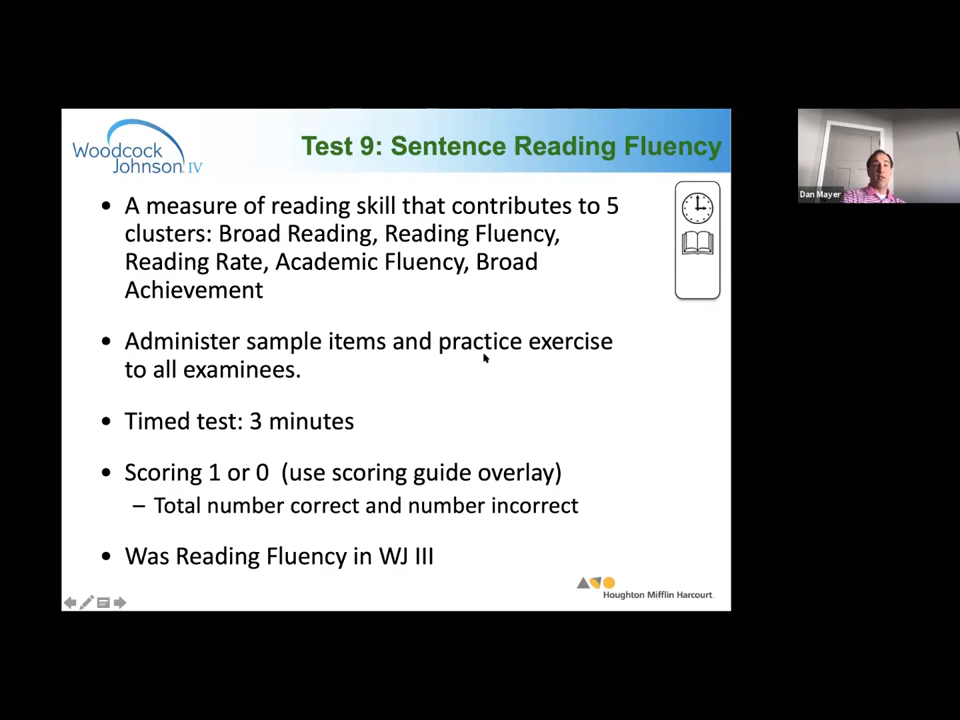 Woodcock
Johnson IV
Test 9: Sentence Reading Fluency
• A measure of reading skill that contributes to 5
clusters: Broad Reading, Reading Fluency,
Reading Rate, Academic Fluency, Broad
Achievement
• Administer sample items and practice exercise
to all examinees.
• Timed test: 3 minutes
• Scoring 1 or 0 (use scoring guide overlay)
– Total number correct and number incorrect
• Was Reading Fluency in WJ III
Houghton Mifflin Harcourt.
Dan Mayer